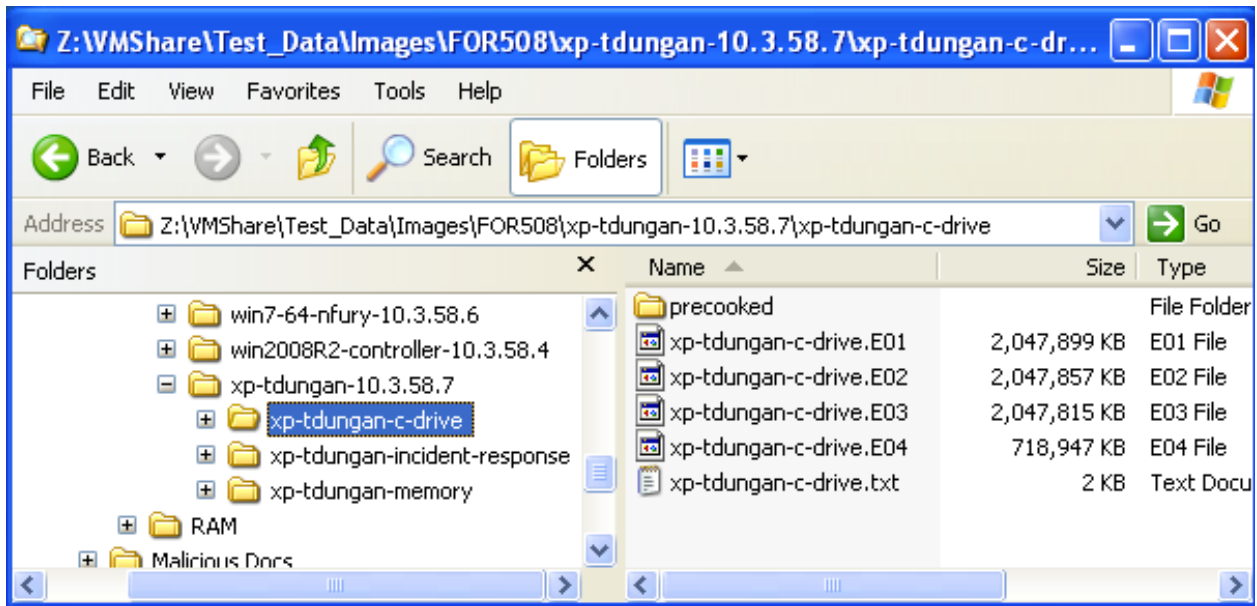 Z:\VMShare\Test_Data\Images\FOR508\xp-tdungan-10.3.58.7\xp-tdungan-c-dr...
File Edit View Favorites Tools Help
Back Search Folders
Address Z:\VMShare\Test_Data\Images\FOR508\xp-tdungan-10.3.58.7\xp-tdungan-c-drive Go
Folders
win7-64-nfury-10.3.58.6
win2008R2-controller-10.3.58.4
xp-tdungan-10.3.58.7
xp-tdungan-c-drive
xp-tdungan-incident-response
xp-tdungan-memory
RAM
Malicious Docs
Name Size Type
precooked File Folder
xp-tdungan-c-drive.E01 2,047,899 KB E01 File
xp-tdungan-c-drive.E02 2,047,857 KB E02 File
xp-tdungan-c-drive.E03 2,047,815 KB E03 File
xp-tdungan-c-drive.E04 718,947 KB E04 File
xp-tdungan-c-drive.txt 2 KB Text Docu